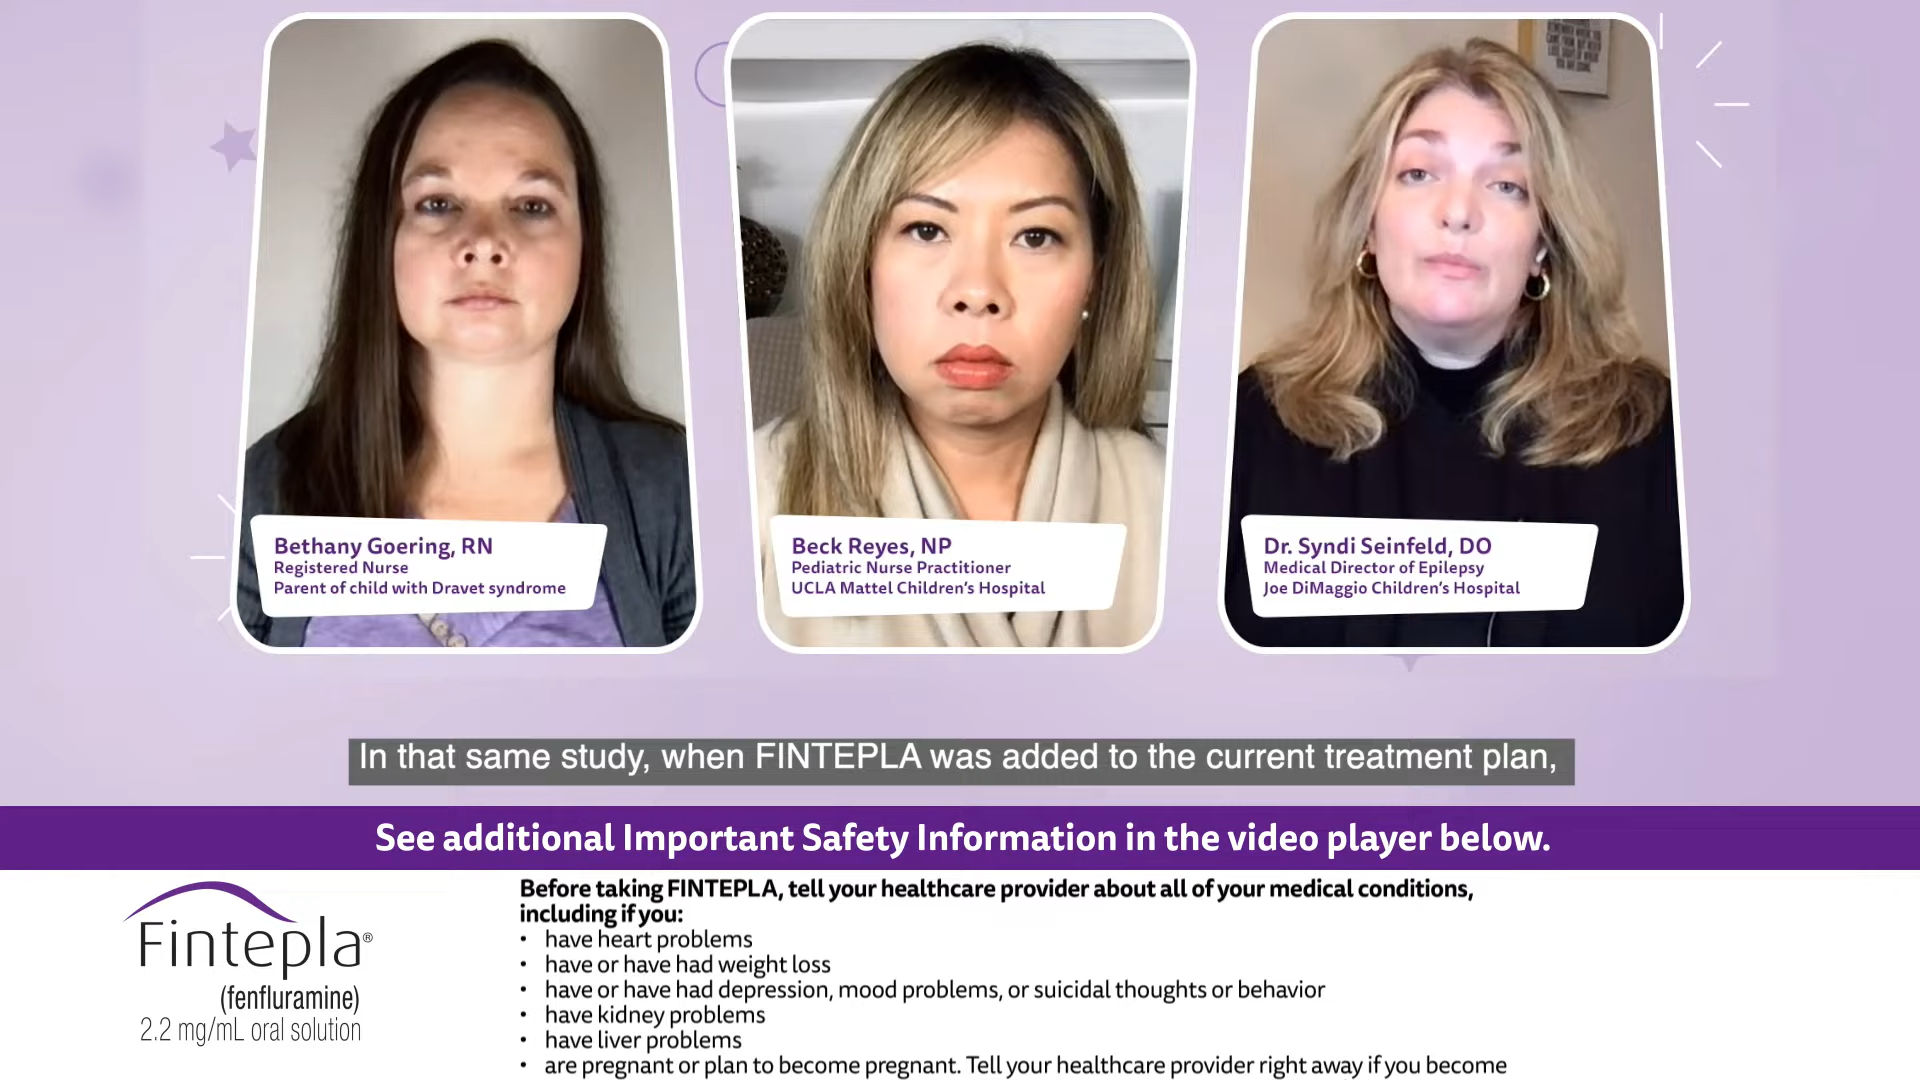 REMEMBER WHEN YOU
Bethany Goering, RN
Registered Nurse
Parent of child with Dravet syndrome
Beck Reyes, NP
Pediatric Nurse Practitioner
UCLA Mattel Children's Hospital
Dr. Syndi Seinfeld, DO
Medical Director of Epilepsy
Joe DiMaggio Children's Hospital
In that same study, when FINTEPLA was added to the current treatment plan,
See additional Important Safety Information in the video player below.
Fintepla®
(fenfluramine)
2.2 mg/mL oral solution
Before taking FINTEPLA, tell your healthcare provider about all of your medical conditions,
including if you:
• have heart problems
• have or have had weight loss
• have or have had depression, mood problems, or suicidal thoughts or behavior
• have kidney problems
• have liver problems
• are pregnant or plan to become pregnant. Tell your healthcare provider right away if you become